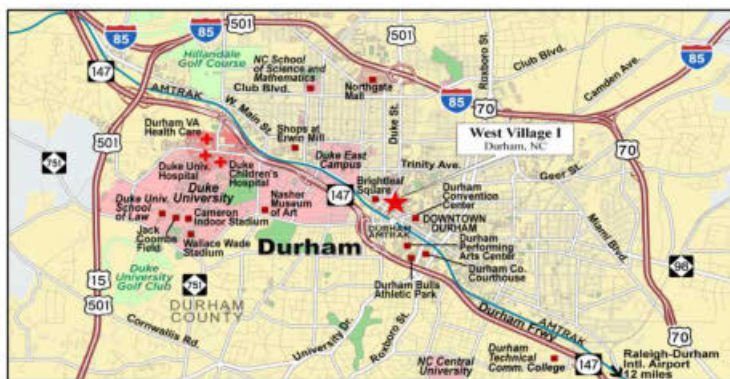 501
85
501
85
Hillandale
Golf Course
NC School
of Science and
Mathematics
Club Blvd.
Northgate
Mall
Duke St.
Roxboro St.
Club Blvd.
Camden Ave.
85
147
AMTRAK
W. Main St.
85
70
Durham VA
Health Care
Shops at
Erwin Mill
West Village I
Durham, NC
751
Duke Univ.
Hospital
Duke
Children's
Hospital
Duke East
Campus
Trinity Ave.
Geer St.
70
Duke
University
147
Brightleaf
Square
Durham
Convention
Center
Duke Univ.
School
of Law
Cameron
Indoor Stadium
Nasher
Museum
of Art
DOWNTOWN
DURHAM
Miami Blvd.
Jack
Coombs
Field
Wallace Wade
Stadium
Durham
DURHAM
AMTRAK
Durham
Performing
Arts Center
98
Duke
University
Golf Club
15
501
751
DURHAM
COUNTY
Durham Co.
Courthouse
Durham Bulls
Athletic Park
Cornwallis Rd.
University Dr.
Roxboro St.
Durham Frwy
AMTRAK
70
NC Central
University
Durham
Technical
Comm. College
147
Raleigh-Durham
Intl. Airport
12 miles